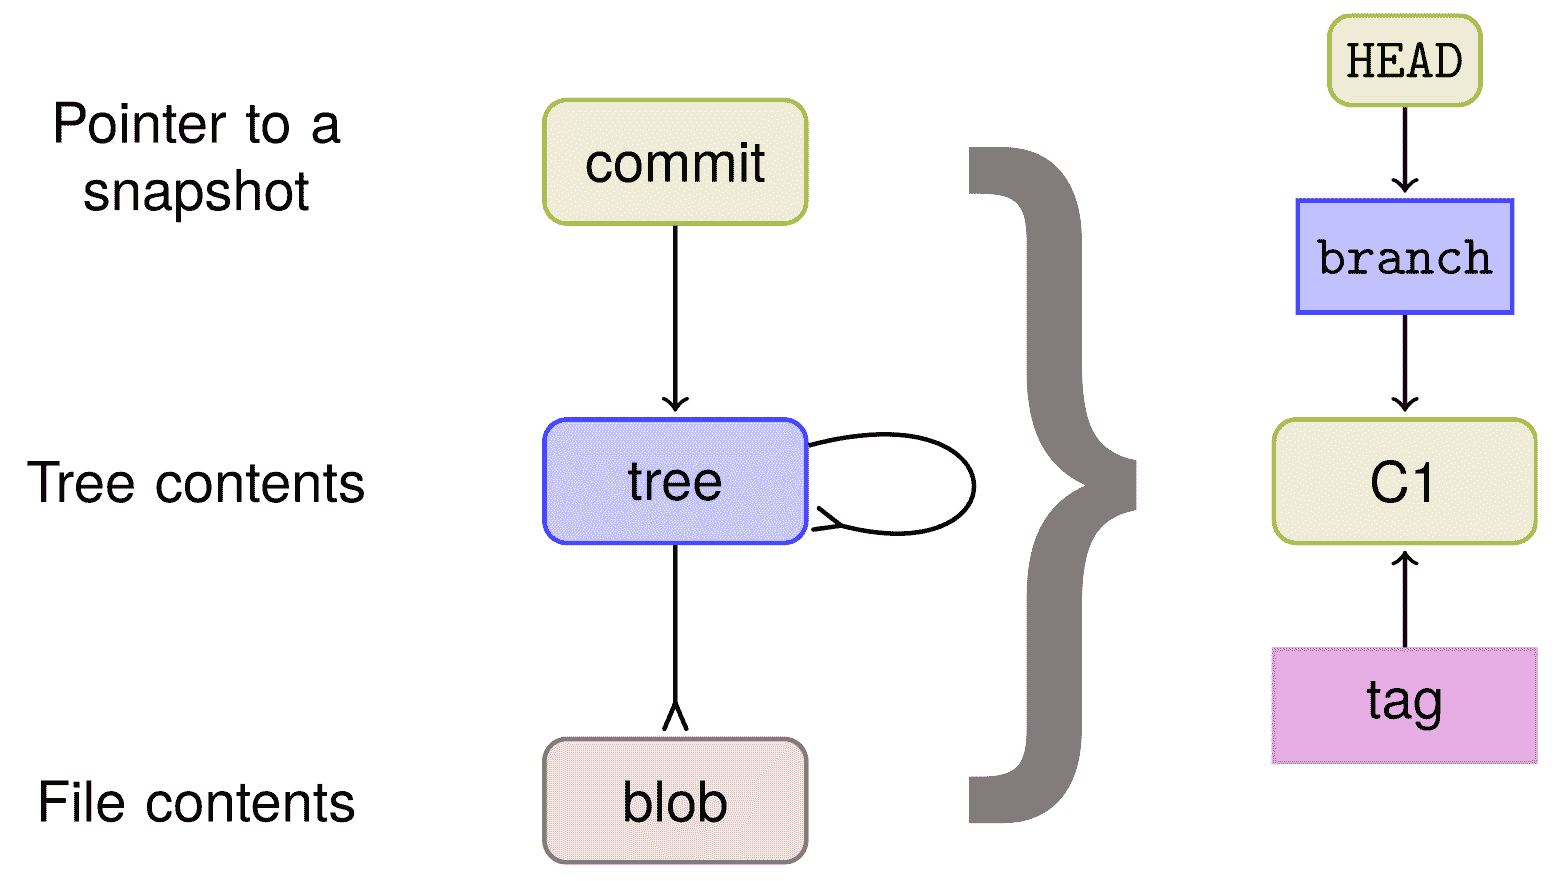 Pointer to a
snapshot
commit
Tree contents
tree
File contents
blob
HEAD
branch
C1
tag